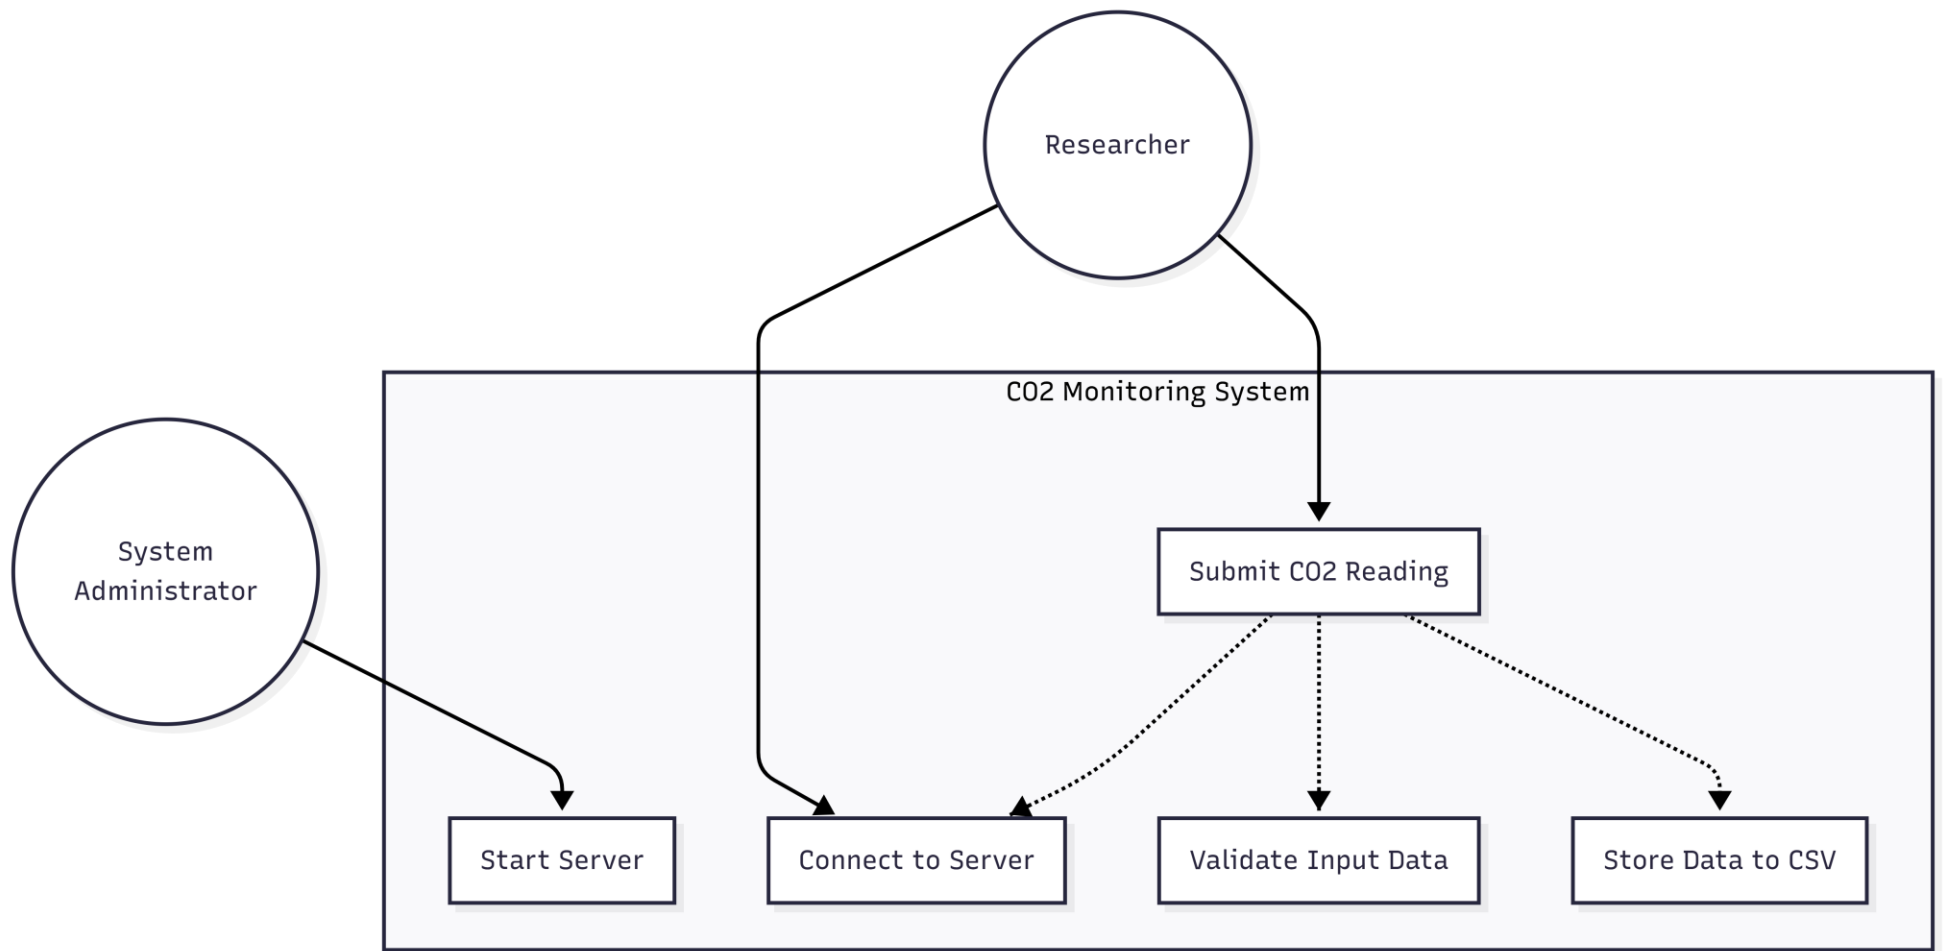 Researcher
CO2 Monitoring System
System
Administrator
Submit CO2 Reading
Start Server
Connect to Server
Validate Input Data
Store Data to CSV